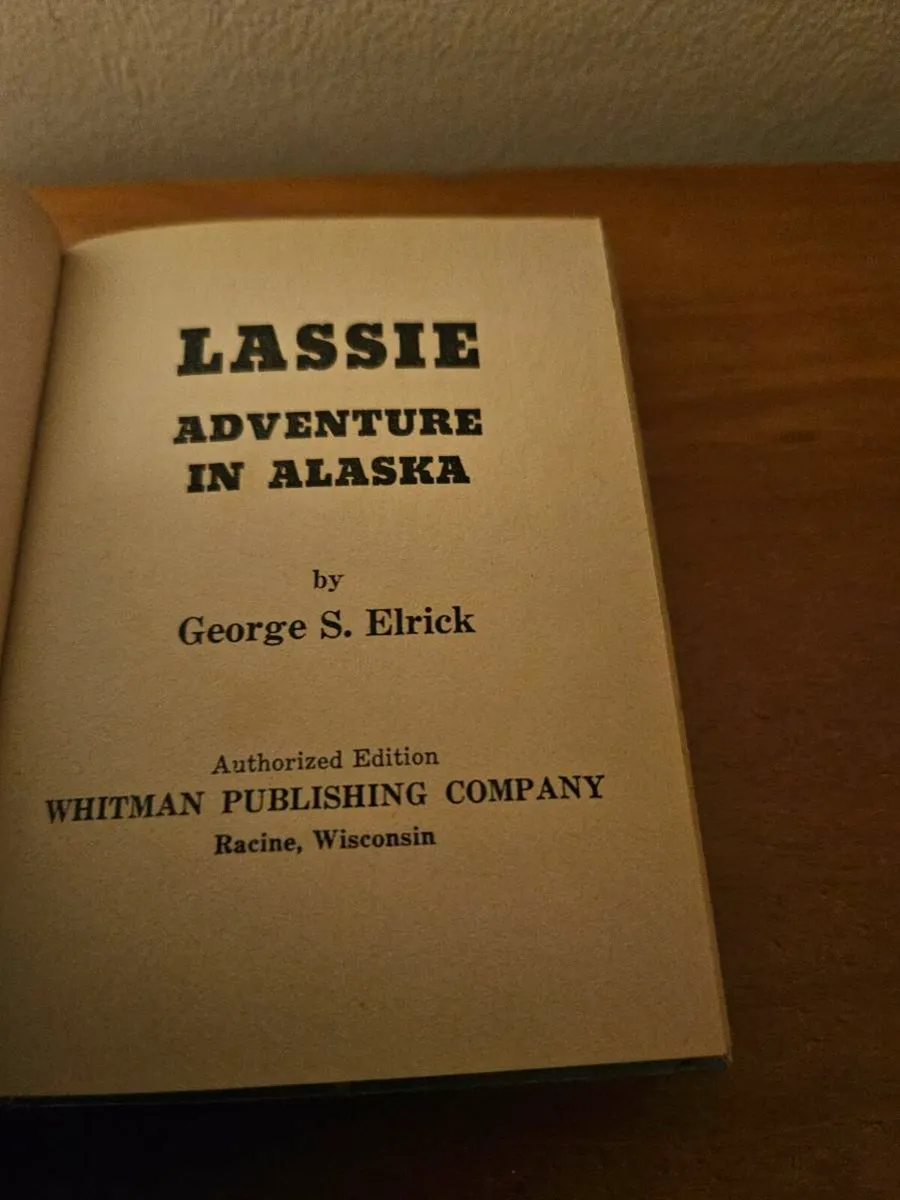 LASSIE
ADVENTURE
IN ALASKA
by
George S. Elrick
Authorized Edition
WHITMAN PUBLISHING COMPANY
Racine, Wisconsin